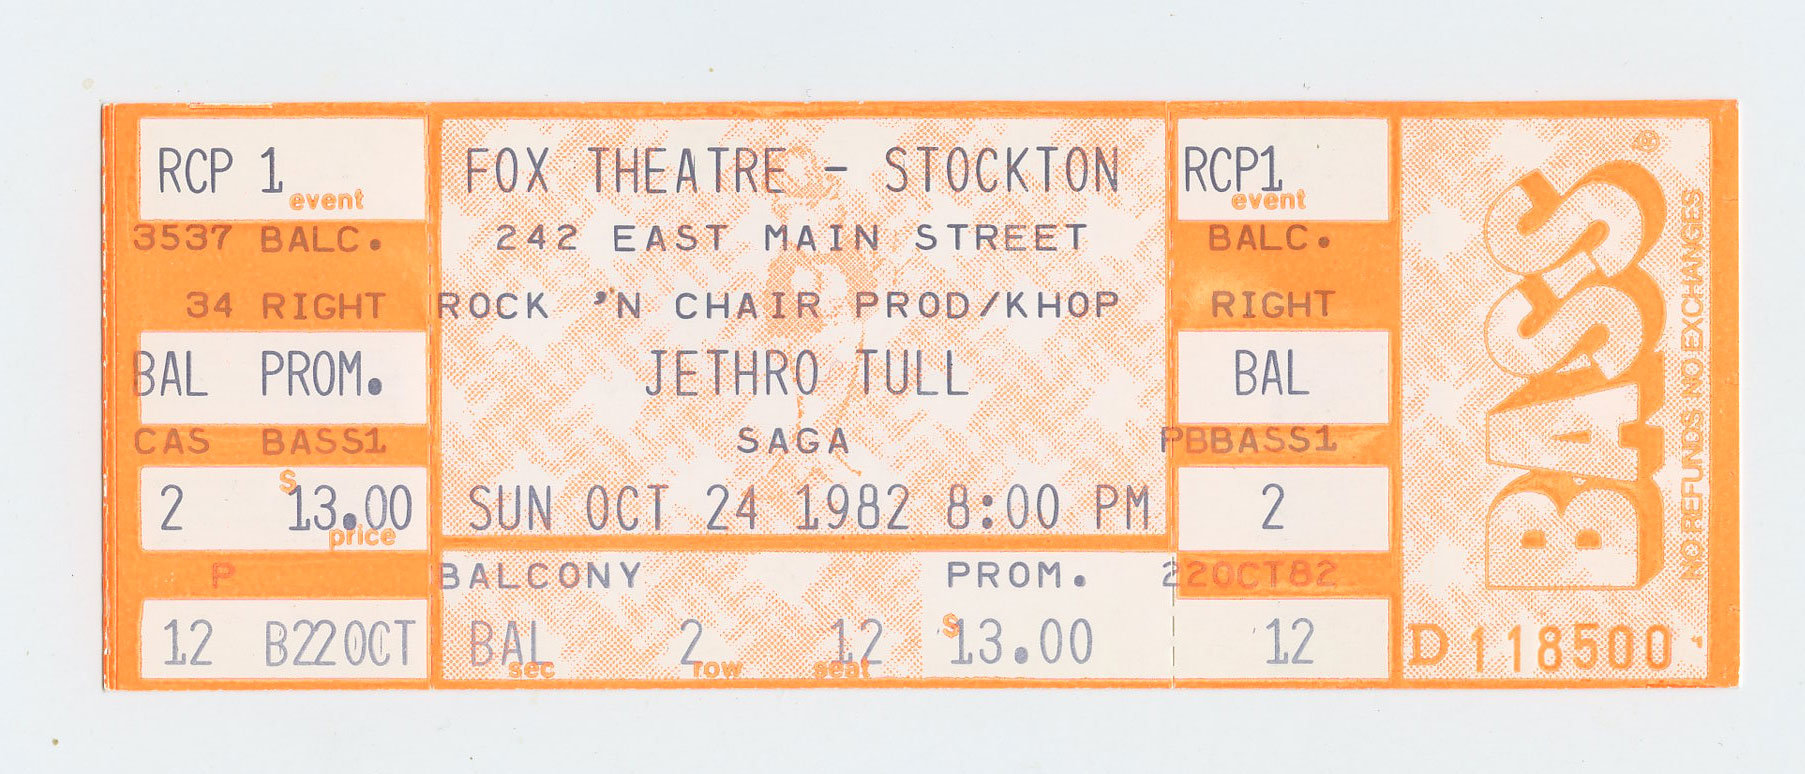 RCP 1
event
3537 BALC.
34 RIGHT
BAL PROM.
CAS BASS1
2 $13.00
price
P
12 B22OCT
FOX THEATRE - STOCKTON
242 EAST MAIN STREET
ROCK 'N CHAIR PROD/KHOP
JETHRO TULL
SAGA
SUN OCT 24 1982 8:00 PM
BALCONY PROM.
BAL 2 12 $13.00
sec row seat
RCP1
event
BALC.
RIGHT
BAL
PBBASS1
2
220OCT82
12
BASS®
NO REFUNDS NO EXCHANGES
D118500